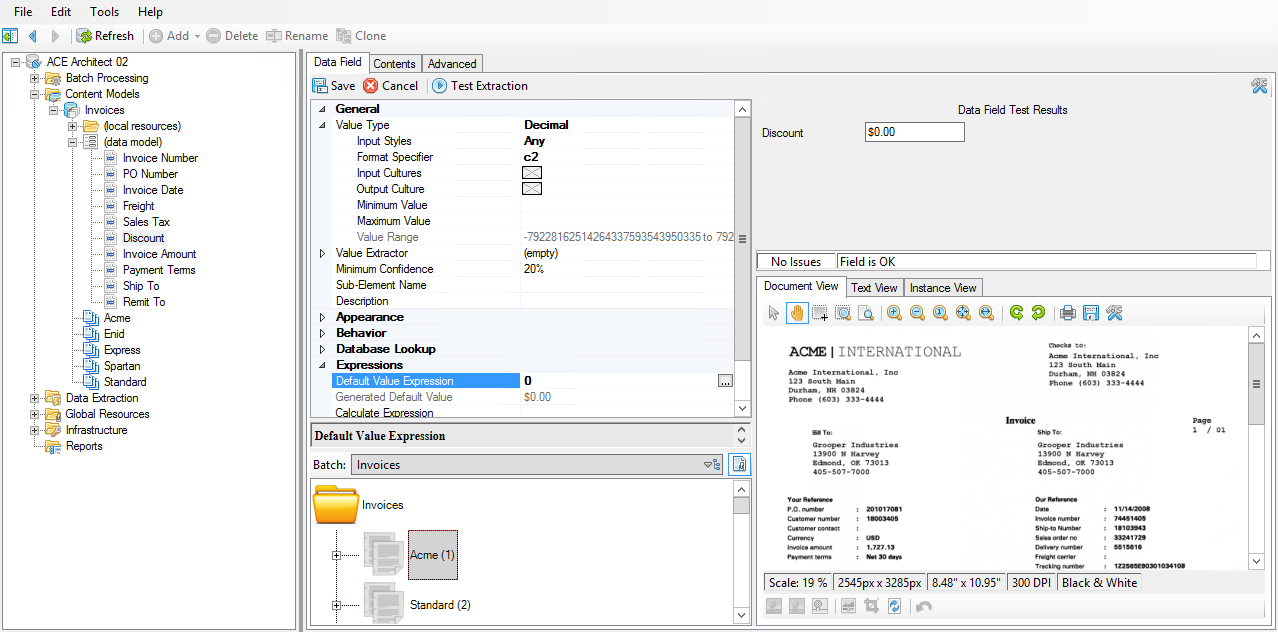 File Edit Tools Help
Refresh Add Delete Rename Clone
ACE Architect 02
Batch Processing
Content Models
Invoices
(local resources)
(data model)
Invoice Number
PO Number
Invoice Date
Freight
Sales Tax
Discount
Invoice Amount
Payment Terms
Ship To
Remit To
Acme
Enid
Express
Spartan
Standard
Data Extraction
Global Resources
Infrastructure
Reports
Data Field Contents Advanced
Save Cancel Test Extraction
General
Value Type Decimal
Input Styles Any
Format Specifier c2
Input Cultures
Output Culture
Minimum Value
Maximum Value
Value Range -79228162514264337593543950335 to 792
Value Extractor (empty)
Minimum Confidence 20%
Sub-Element Name
Description
Appearance
Behavior
Database Lookup
Expressions
Default Value Expression 0 ...
Generated Default Value $0.00
Calculate Expression
Default Value Expression
Batch: Invoices
Invoices
Acme (1)
Standard (2)
Data Field Test Results
Discount $0.00
No Issues Field is OK
Document View Text View Instance View
ACME | INTERNATIONAL
Acme International, Inc
123 South Main
Durham, NH 03824
Phone (603) 333-4444
Checks to:
Acme International, Inc
123 South Main
Durham, NH 03824
Phone (603) 333-4444
Invoice
Page
1 / 01
Bill To:
Grooper Industries
13900 N Harvey
Edmond, OK 73013
405-507-7000
Ship To:
Grooper Industries
13900 N Harvey
Edmond, OK 73013
405-507-7000
Your Reference
P.O. number : 201017081
Customer number : 18003405
Customer contact :
Currency : USD
Invoice amount : 1,727.13
Payment terms : Net 30 days
Our Reference
Date : 11/14/2008
Invoice number : 74451405
Ship-to Number : 18103943
Sales order no : 33241729
Delivery number : 5515616
Freight carrier :
Tracking number : 1Z2565E90301034108
Scale: 19 % 2545px x 3285px 8.48" x 10.95" 300 DPI Black & White